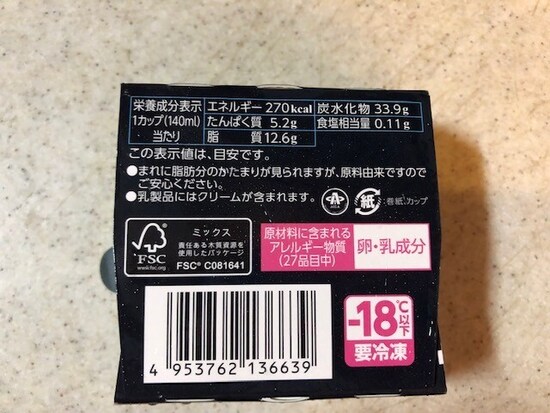 栄養成分表示 エネルギー 270kcal 炭水化物 33.9g
1カップ(140ml) たんぱく質 5.2g 食塩相当量 0.11g
当たり 脂質 12.6g
この表示値は、目安です。
●まれに脂肪分のかたまりが見られますが、原料由来ですので
ご安心ください。
●乳製品にはクリームが含まれます。
紙
:巻紙、カップ
FSC
www.fsc.org
ミックス
責任ある木質資源を
使用したパッケージ
FSC® C081641
原材料に含まれる
アレルギー物質
(27品目中)
卵・乳成分
4 953762 136639
-18℃以下
要冷凍